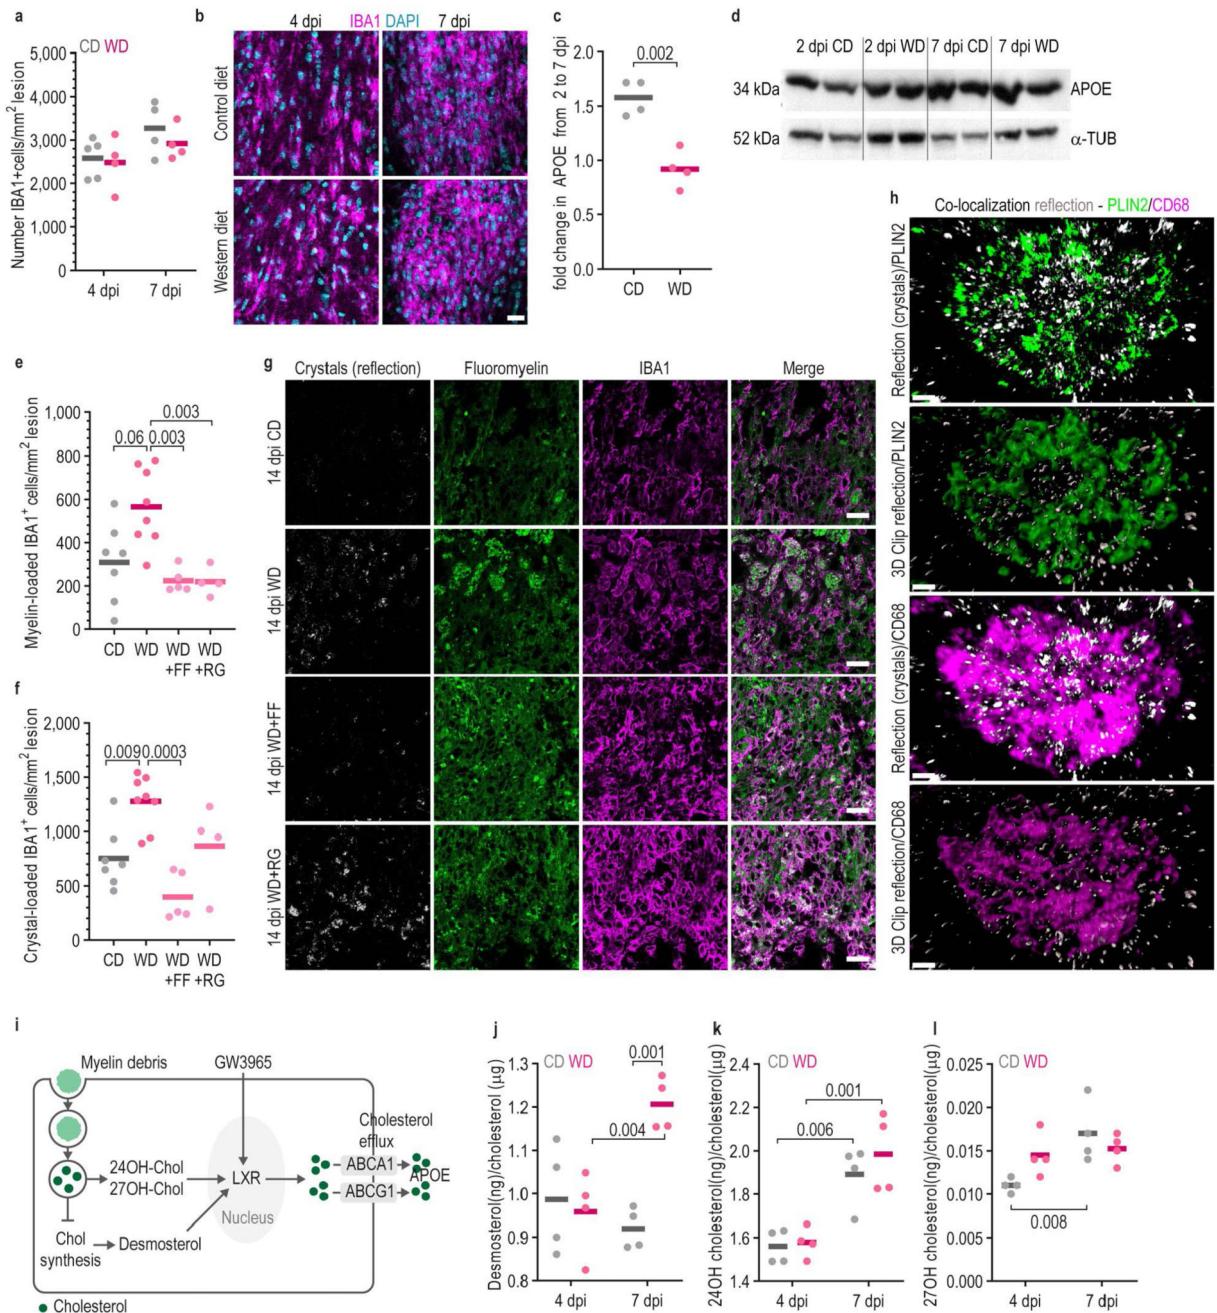 a
CD WD
Number IBA1+cells/mm² lesion
5,000
4,000
3,000
2,000
1,000
0
4 dpi
7 dpi
b
4 dpi
IBA1 DAPI
7 dpi
Control diet
Western diet
c
fold change in APOE from 2 to 7 dpi
2.0
1.5
1.0
0.5
0.0
0.002
CD
WD
d
2 dpi CD
2 dpi WD
7 dpi CD
7 dpi WD
34 kDa
APOE
52 kDa
α-TUB
h
Co-localization reflection - PLIN2/CD68
Reflection (crystals)/PLIN2
3D Clip reflection/PLIN2
Reflection (crystals)/CD68
3D Clip reflection/CD68
e
Myelin-loaded IBA1⁺ cells/mm² lesion
1,000
800
600
400
200
0
0.003
0.06
0.003
CD
WD
WD +FF
WD +RG
f
Crystal-loaded IBA1⁺ cells/mm² lesion
2,000
1,500
1,000
500
0
0.009
0.0003
CD
WD
WD +FF
WD +RG
g
Crystals (reflection)
Fluoromyelin
IBA1
Merge
14 dpi CD
14 dpi WD
14 dpi WD+FF
14 dpi WD+RG
i
Myelin debris
GW3965
Cholesterol
efflux
24OH-Chol
27OH-Chol
LXR
Nucleus
ABCA1
ABCG1
APOE
Chol
synthesis
Desmosterol
Cholesterol
j
Desmosterol(ng)/cholesterol (µg)
CD WD
1.3
1.2
1.1
1.0
0.9
0.8
0.001
0.004
4 dpi
7 dpi
k
24OH cholesterol(ng)/cholesterol(µg)
CD WD
2.4
2.2
2.0
1.8
1.6
1.4
0.001
0.006
4 dpi
7 dpi
l
27OH cholesterol(ng)/cholesterol(µg)
CD WD
0.025
0.020
0.015
0.010
0.005
0.000
0.008
4 dpi
7 dpi